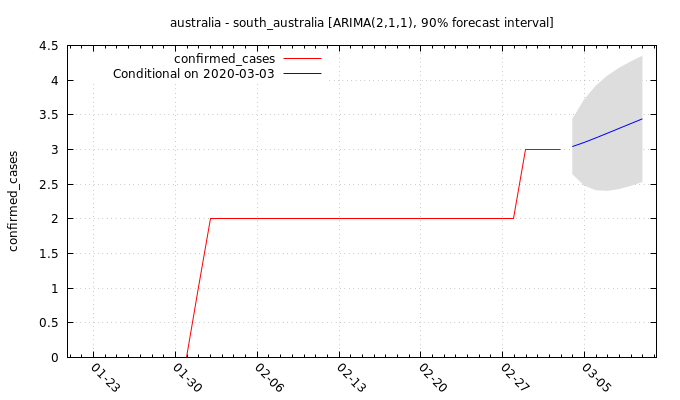 australia - south_australia [ARIMA(2,1,1), 90% forecast interval]
confirmed_cases
Conditional on 2020-03-03
confirmed_cases
4.5
4
3.5
3
2.5
2
1.5
1
0.5
0
01-23 01-30 02-06 02-13 02-20 02-27 03-05